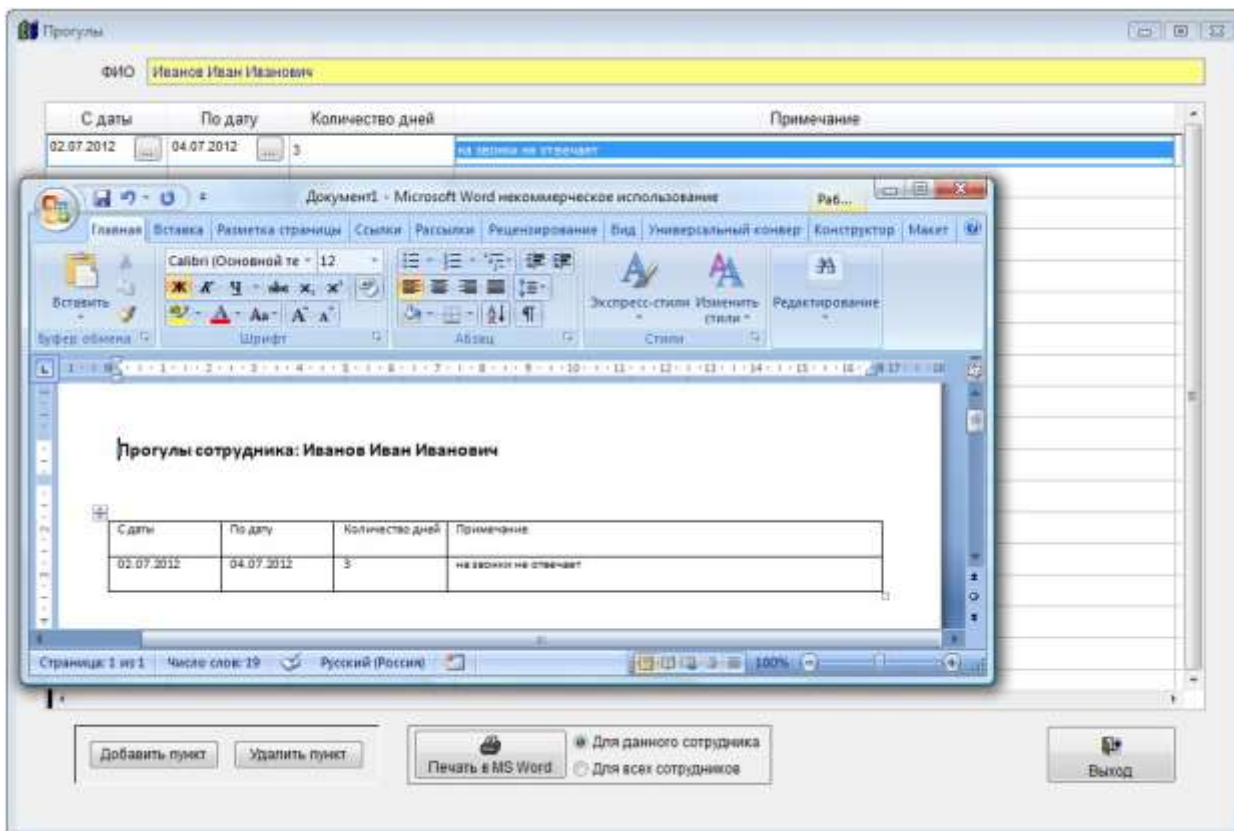 Прогулы
ФИО Иванов Иван Иванович
С даты По дату Количество дней Примечание
02.07.2012 ... 04.07.2012 ... 3 на звонки не отвечает
Документ1 - Microsoft Word некоммерческое использование Раб...
Главная Вставка Разметка страницы Ссылки Рассылки Рецензирование Вид Универсальный конвер Конструктор Макет
Calibri (Основной те 12
Вставить
Экспресс-стили Изменить стили Редактирование
Буфер обмена Шрифт Абзац Стили
Прогулы сотрудника: Иванов Иван Иванович
С даты По дату Количество дней Примечание
02.07.2012 04.07.2012 3 на звонки не отвечает
Страница: 1 из 1 Число слов: 19 Русский (Россия) 100%
Добавить пункт Удалить пункт Печать в MS Word Для данного сотрудника
Для всех сотрудников
Выход